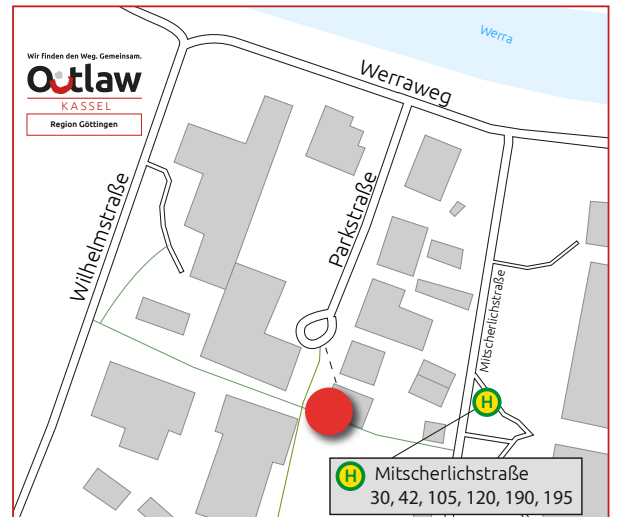 Wir finden den Weg. Gemeinsam.
Outlaw
KASSEL
Region Göttingen
Werra
Werraweg
Wilhelmstraße
Parkstraße
Mitscherlichstraße
H
H Mitscherlichstraße
30, 42, 105, 120, 190, 195